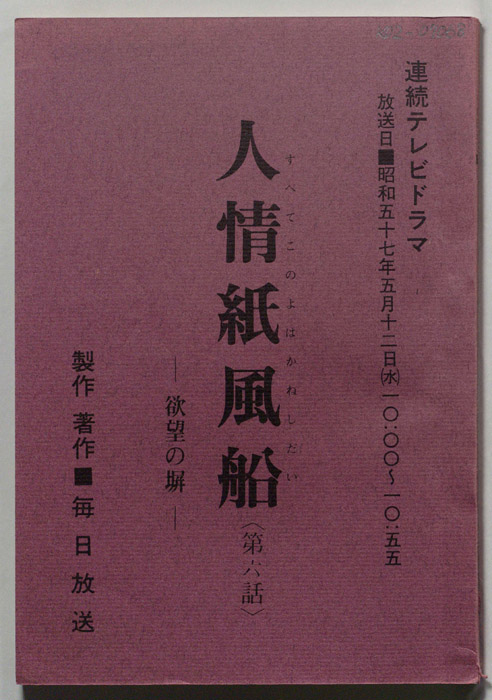 連続テレビドラマ
放送日■昭和五十七年五月十二日㈬一〇:〇〇〜一〇:五五
すべてこのよはかねしだい
人情紙風船〈第六話〉
―欲望の塀―
製作 著作■毎日放送